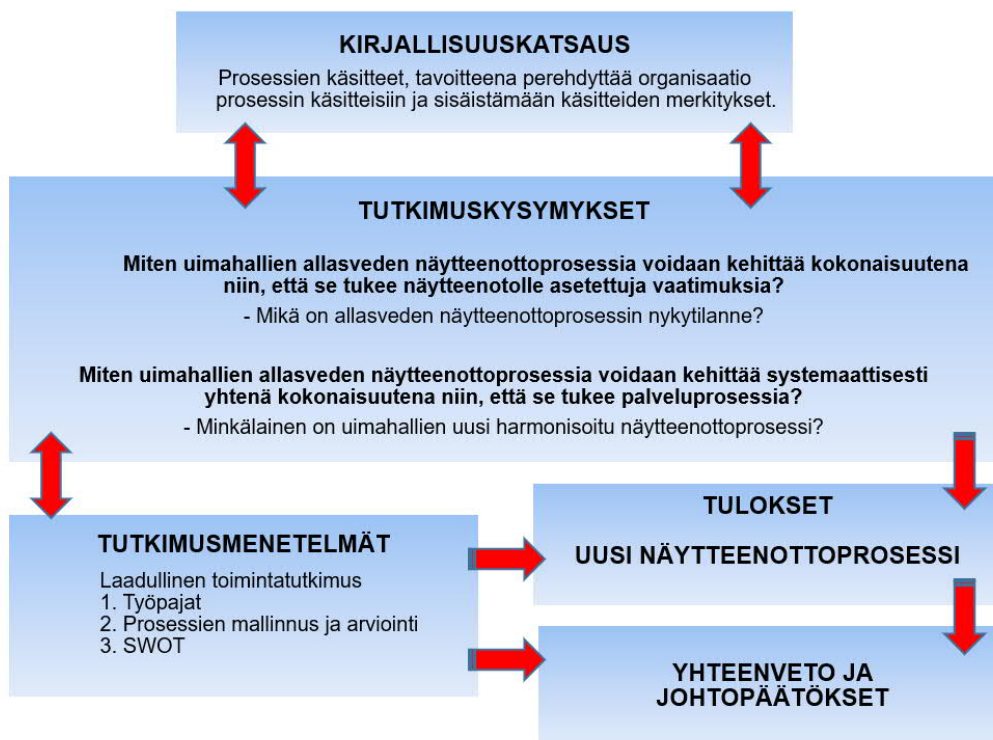 KIRJALLISUUSKATSAUS
Prosessien käsitteet, tavoitteena perehdyttää organisaatio
prosessin käsitteisiin ja sisäistämään käsitteiden merkitykset.
TUTKIMUSKYSYMYKSET
Miten uimahallien allasveden näytteenottoprosessia voidaan kehittää kokonaisuutena
niin, että se tukee näytteenotolle asetettuja vaatimuksia?
- Mikä on allasveden näytteenottoprosessin nykytilanne?
Miten uimahallien allasveden näytteenottoprosessia voidaan kehittää systemaattisesti
yhtenä kokonaisuutena niin, että se tukee palveluprosessia?
- Minkälainen on uimahallien uusi harmonisoitu näytteenottoprosessi?
TUTKIMUSMENETELMÄT
Laadullinen toimintatutkimus
1. Työpajat
2. Prosessien mallinnus ja arviointi
3. SWOT
TULOKSET
UUSI NÄYTTEENOTTOPROSESSI
YHTEENVETO JA
JOHTOPÄÄTÖKSET